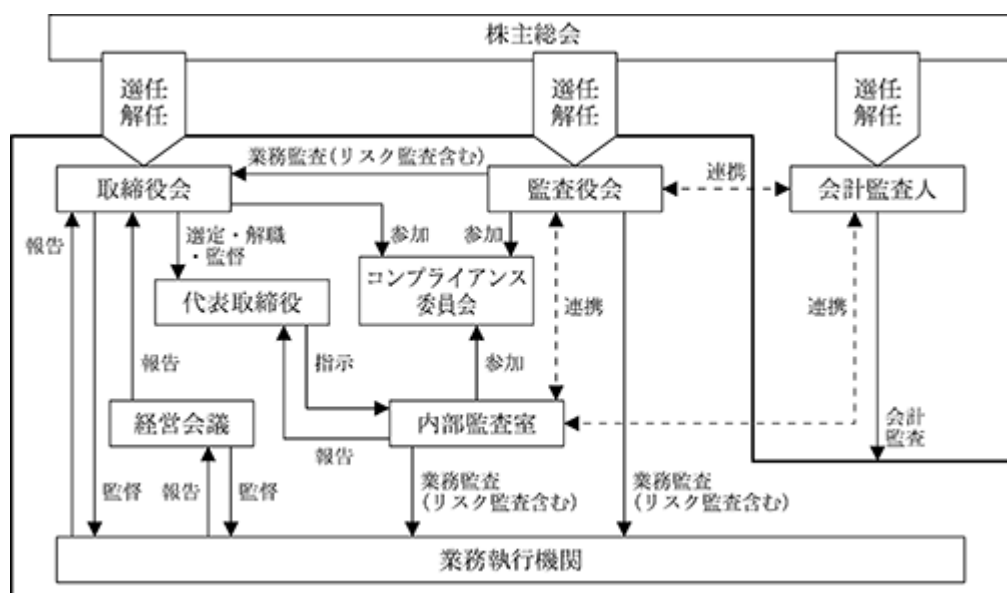 株主総会
選任
解任
選任
解任
選任
解任
業務監査(リスク監査含む)
連携
取締役会
監査役会
会計監査人
報告
選定・解職
・監督
参加
参加
コンプライアンス
委員会
代表取締役
連携
連携
報告
指示
参加
経営会議
内部監査室
会計
監査
報告
監督
報告
監督
業務監査
(リスク監査含む)
業務監査
(リスク監査含む)
業務執行機関